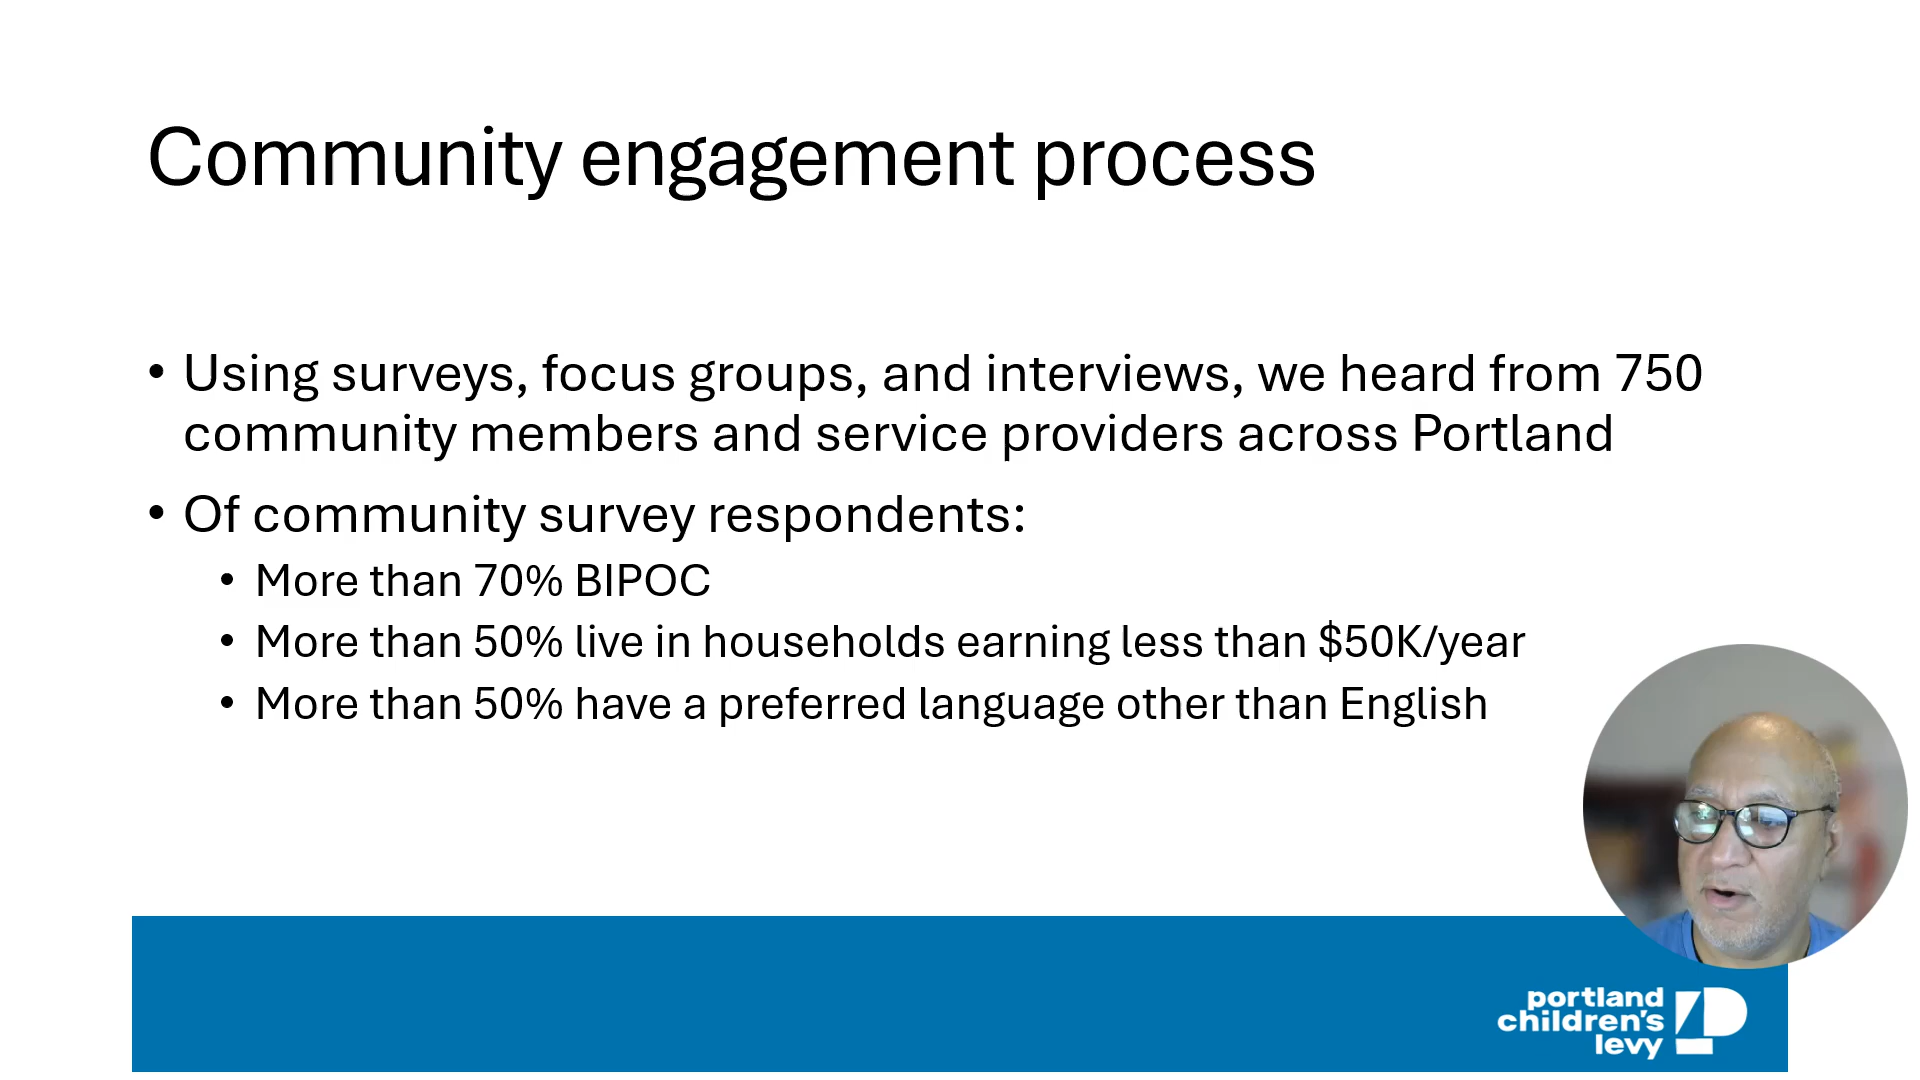 Community engagement process
• Using surveys, focus groups, and interviews, we heard from 750
community members and service providers across Portland
• Of community survey respondents:
• More than 70% BIPOC
• More than 50% live in households earning less than $50K/year
• More than 50% have a preferred language other than English
portland
children's
levy